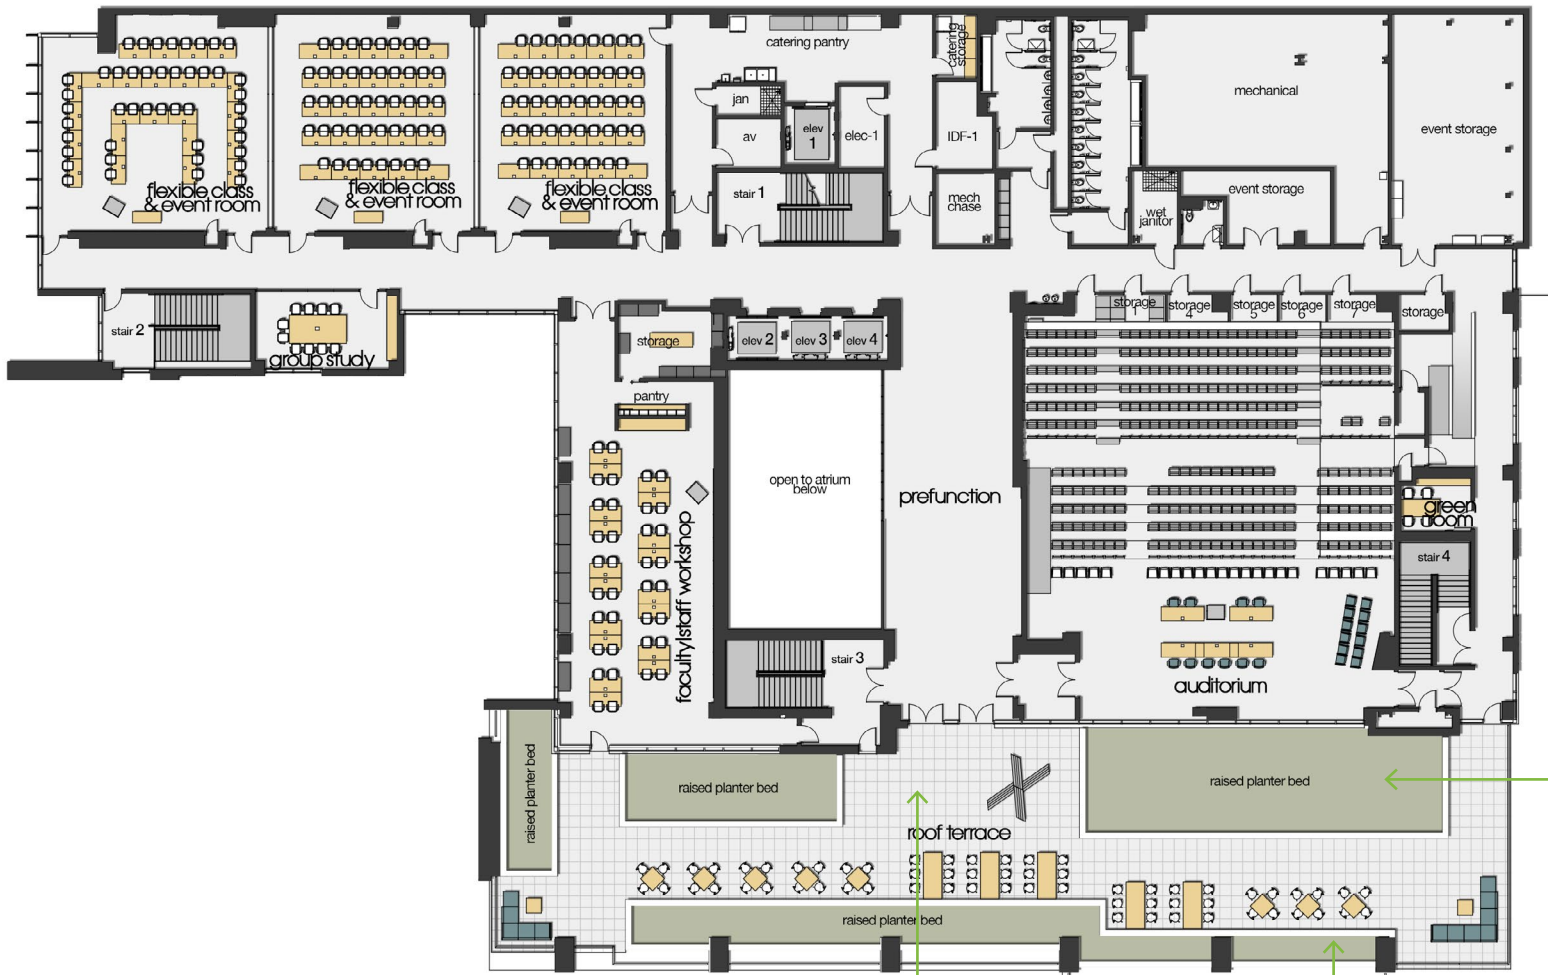 catering pantry
catering
storage
mechanical
event storage
jan
av
elev
1
elec-1
IDF-1
flexible class
& event room
flexible class
& event room
flexible class
& event room
stair 1
mech
chase
wet
janitor
event storage
stair 2
group study
storage
elev 2
elev 3
elev 4
storage
1
storage
4
storage
5
storage
6
storage
7
storage
pantry
open to atrium
below
prefunction
green
room
stair 4
faculty|staff workshop
stair 3
auditorium
raised planter bed
raised planter bed
raised planter bed
roof terrace
raised planter bed